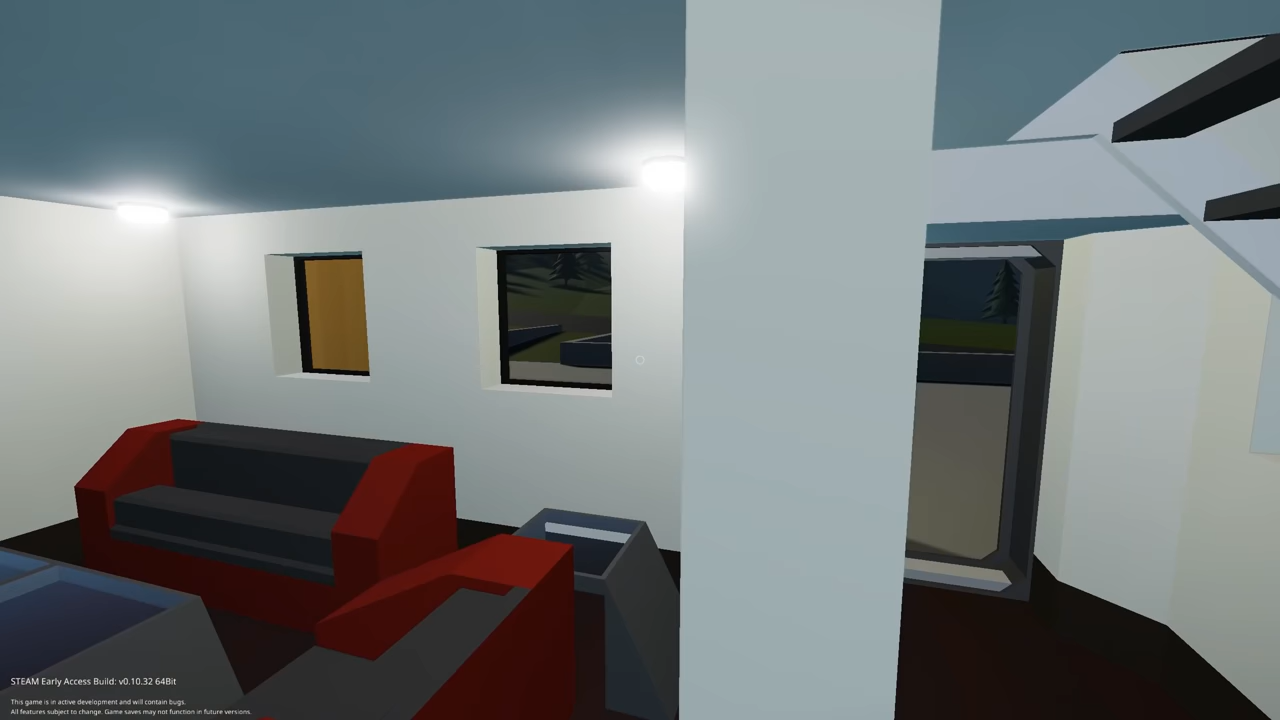 STEAM Early Access Build: v0.10.32 64Bit
This game is in active development and will contain bugs.
All features subject to change. Game saves may not function in future versions.